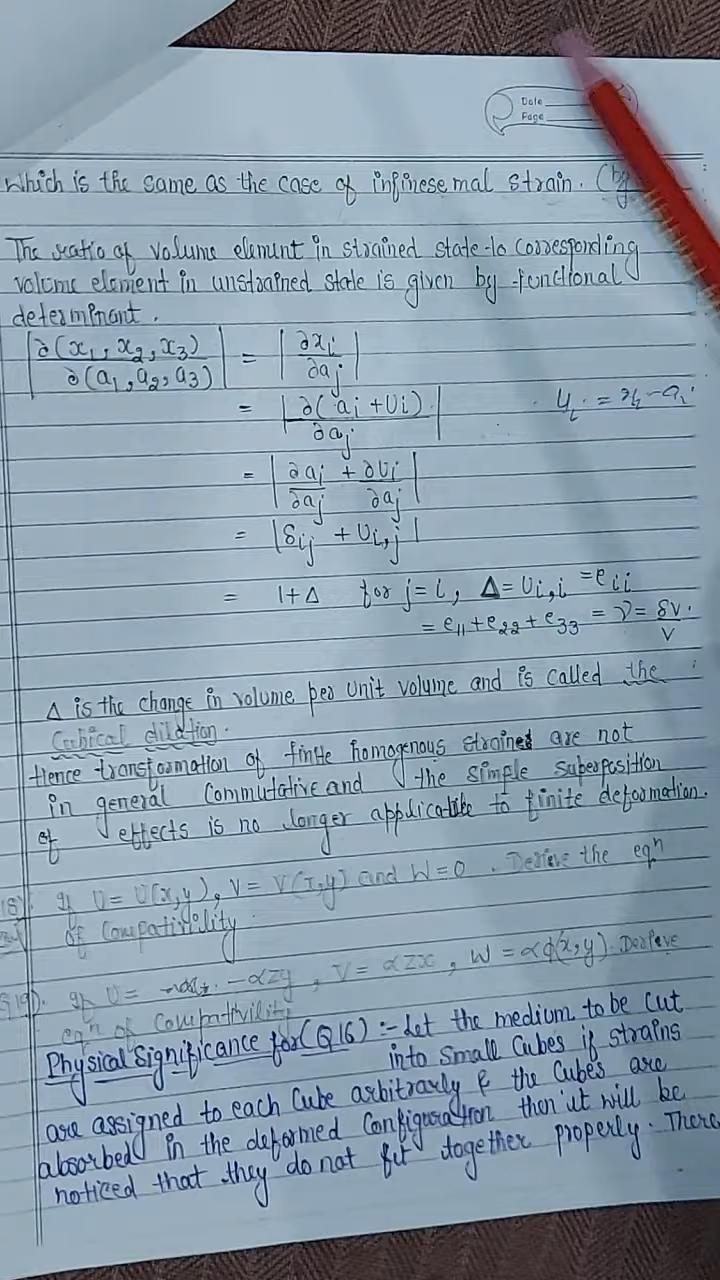 Date
Page
Which is the same as the case of infinesemal strain. (by
The ratio of volume element in strained state to corresponding
volume element in unstrained state is given by functional
determinant.
|∂(x₁, x₂, x₃) / ∂(a₁, a₂, a₃)| = |∂xᵢ / ∂aⱼ|
= |∂(aᵢ + Uᵢ) / ∂aⱼ| uᵢ = xᵢ - aᵢ
= |∂aᵢ / ∂aⱼ + ∂Uᵢ / ∂aⱼ|
= |δᵢⱼ + Uᵢ,ⱼ|
= 1+Δ for j=i, Δ= Uᵢ,ᵢ = eᵢᵢ
= e₁₁+e₂₂+e₃₃ = ν = δv / v
Δ is the change in volume per unit volume and is called the
Cubical dilation.
Hence transformation of finite homogenous strained are not
in general commutative and the simple superposition
of effects is no longer applicable to finite deformation.
18) If U= U(x,y), V= V(x,y) and W=0. Derieve the eqⁿ
of Compativility
Q19). If U= -αzy, V= αzx, W= αφ(x,y). Derieve
eqⁿ of Compativility
Physical Significance for (Q16) :- Let the medium to be cut
into small Cubes if strains
are assigned to each Cube arbitrarly & the Cubes are
absorbed in the deformed Configuration then it will be
noticed that they do not fit together properly. There